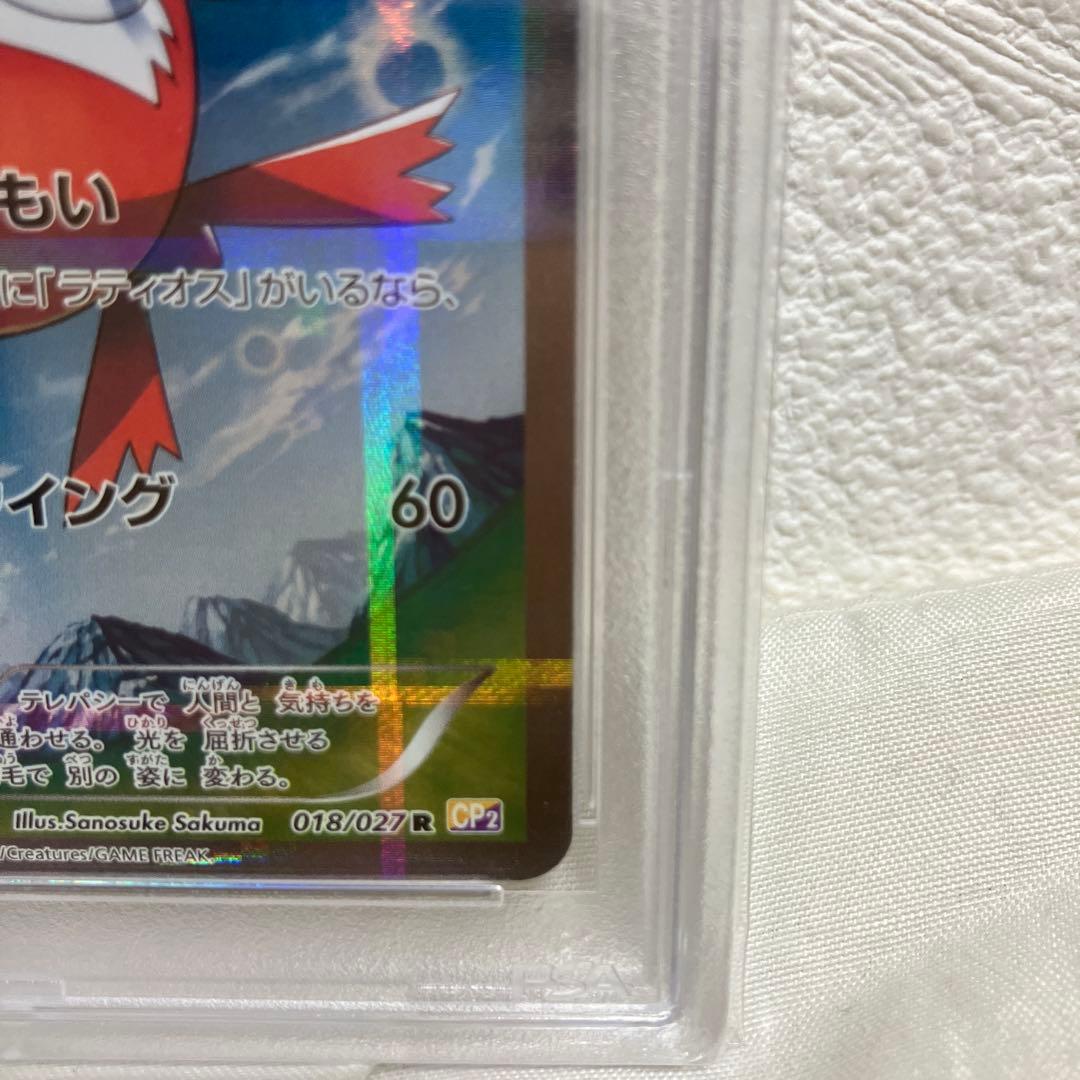 もい
に「ラティオス」がいるなら、
イング 60
テレパシーで 人間と 気持ちを
通わせる。 光を 屈折させる
毛で 別の 姿に 変わる。
Illus.Sanosuke Sakuma 018/027 R CP2
/Creatures/GAME FREAK.
PSA